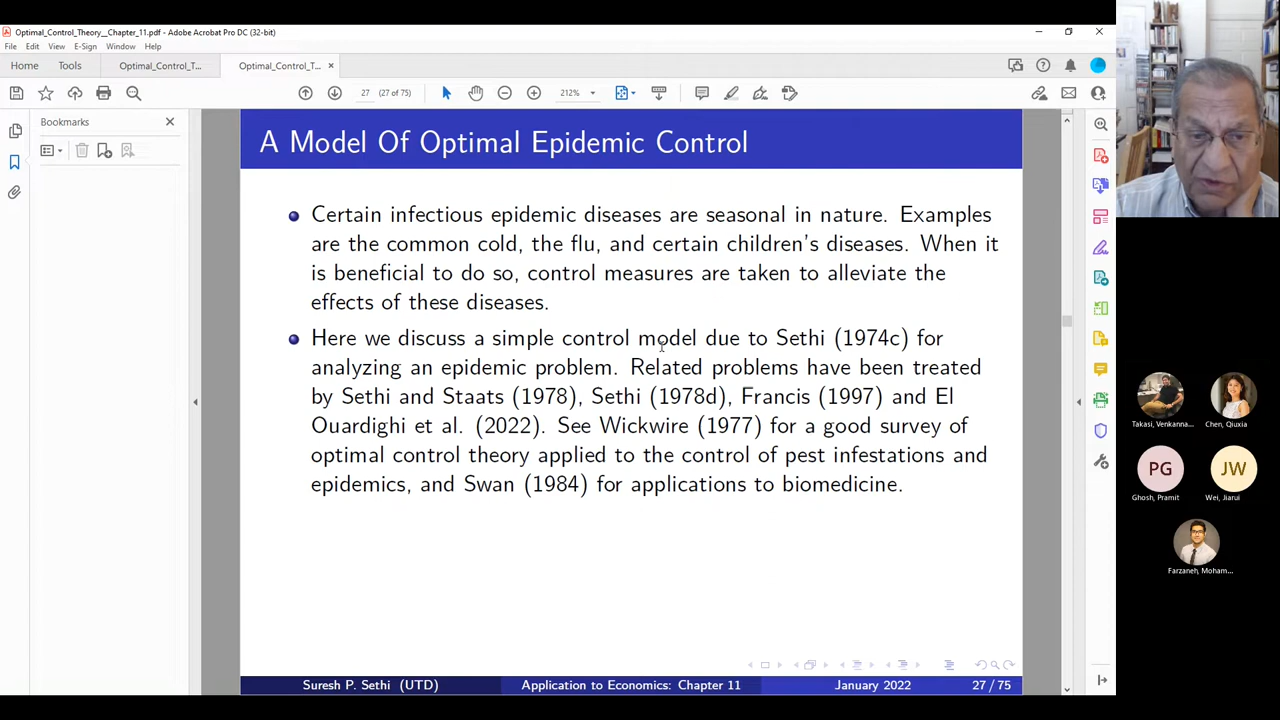 Optimal_Control_Theory__Chapter_11.pdf - Adobe Acrobat Pro DC (32-bit)
File Edit View E-Sign Window Help
Home Tools Optimal_Control_T... Optimal_Control_T...
27 (27 of 75) 212%
Bookmarks
A Model Of Optimal Epidemic Control
Certain infectious epidemic diseases are seasonal in nature. Examples
are the common cold, the flu, and certain children's diseases. When it
is beneficial to do so, control measures are taken to alleviate the
effects of these diseases.
Here we discuss a simple control model due to Sethi (1974c) for
analyzing an epidemic problem. Related problems have been treated
by Sethi and Staats (1978), Sethi (1978d), Francis (1997) and El
Ouardighi et al. (2022). See Wickwire (1977) for a good survey of
optimal control theory applied to the control of pest infestations and
epidemics, and Swan (1984) for applications to biomedicine.
Suresh P. Sethi (UTD) Application to Economics: Chapter 11 January 2022 27 / 75
Takasi, Venkanna... Chen, Qiuxia
PG JW
Ghosh, Pramit Wei, Jiarui
Farzaneh, Moham...